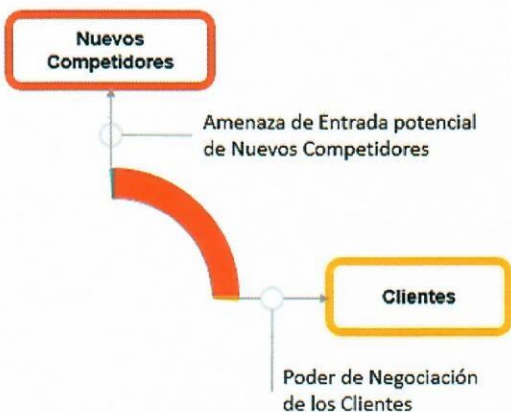 Nuevos
Competidores
Amenaza de Entrada potencial
de Nuevos Competidores
Clientes
Poder de Negociación
de los Clientes